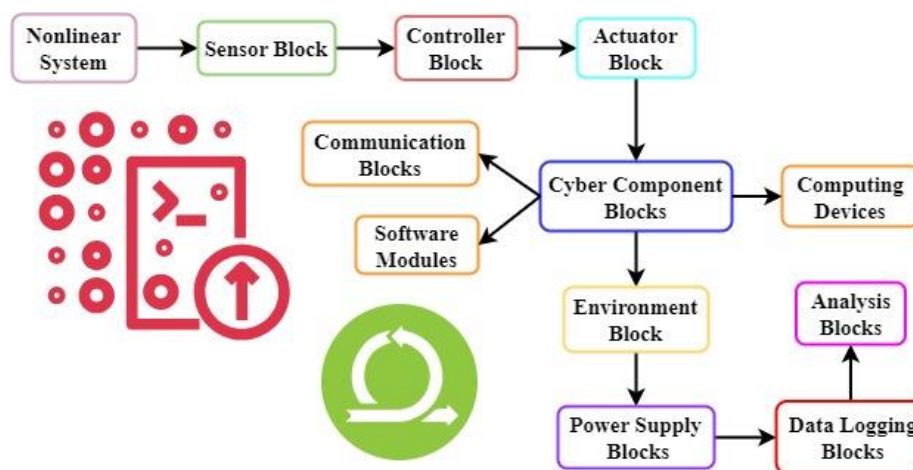 Nonlinear
System
Sensor Block
Controller
Block
Actuator
Block
Communication
Blocks
Cyber Component
Blocks
Computing
Devices
Software
Modules
Environment
Block
Analysis
Blocks
Power Supply
Blocks
Data Logging
Blocks